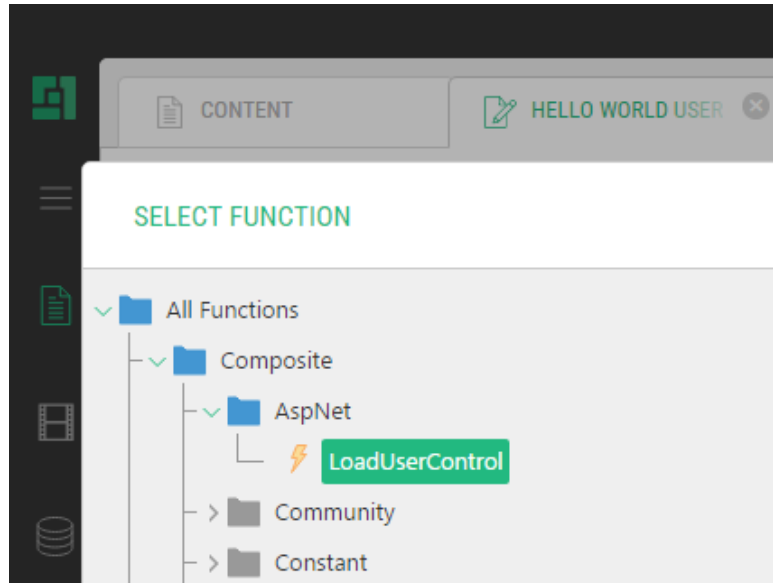 CONTENT
HELLO WORLD USER
SELECT FUNCTION
All Functions
Composite
AspNet
LoadUserControl
Community
Constant